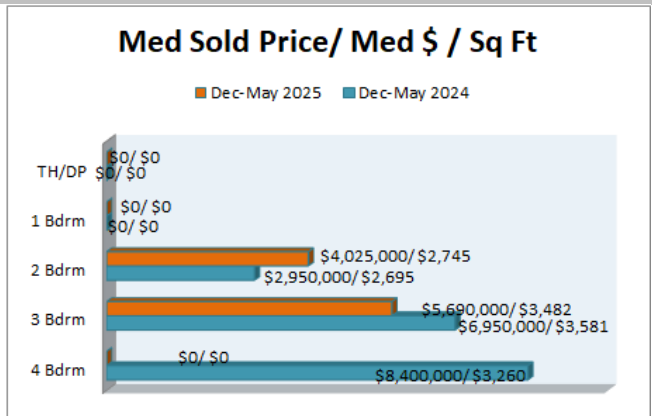 Med Sold Price/ Med $ / Sq Ft
Dec-May 2025 Dec-May 2024
TH/DP
$0/ $0
$0/ $0
1 Bdrm
$0/ $0
$0/ $0
2 Bdrm
$4,025,000/ $2,745
$2,950,000/ $2,695
3 Bdrm
$5,690,000/ $3,482
$6,950,000/ $3,581
4 Bdrm
$0/ $0
$8,400,000/ $3,260